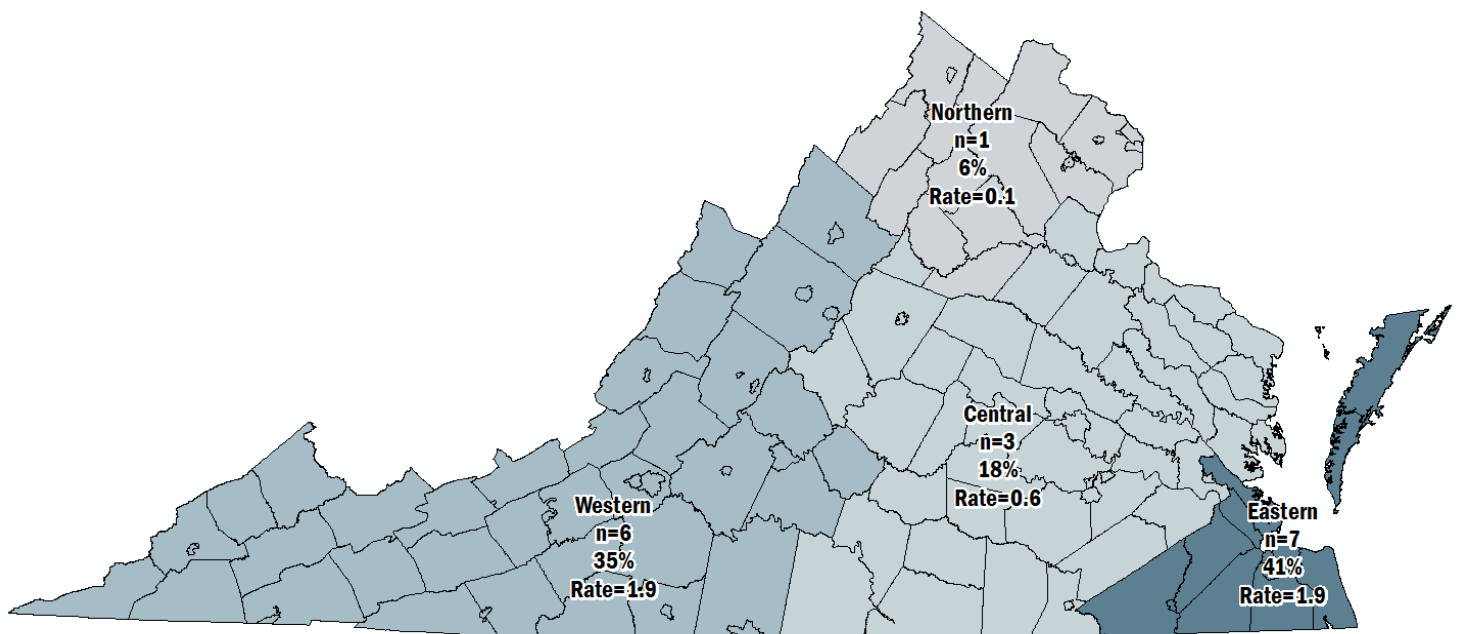 Northern
n=1
6%
Rate=0.1
Central
n=3
18%
Rate=0.6
Western
n=6
35%
Rate=1.9
Eastern
n=7
41%
Rate=1.9